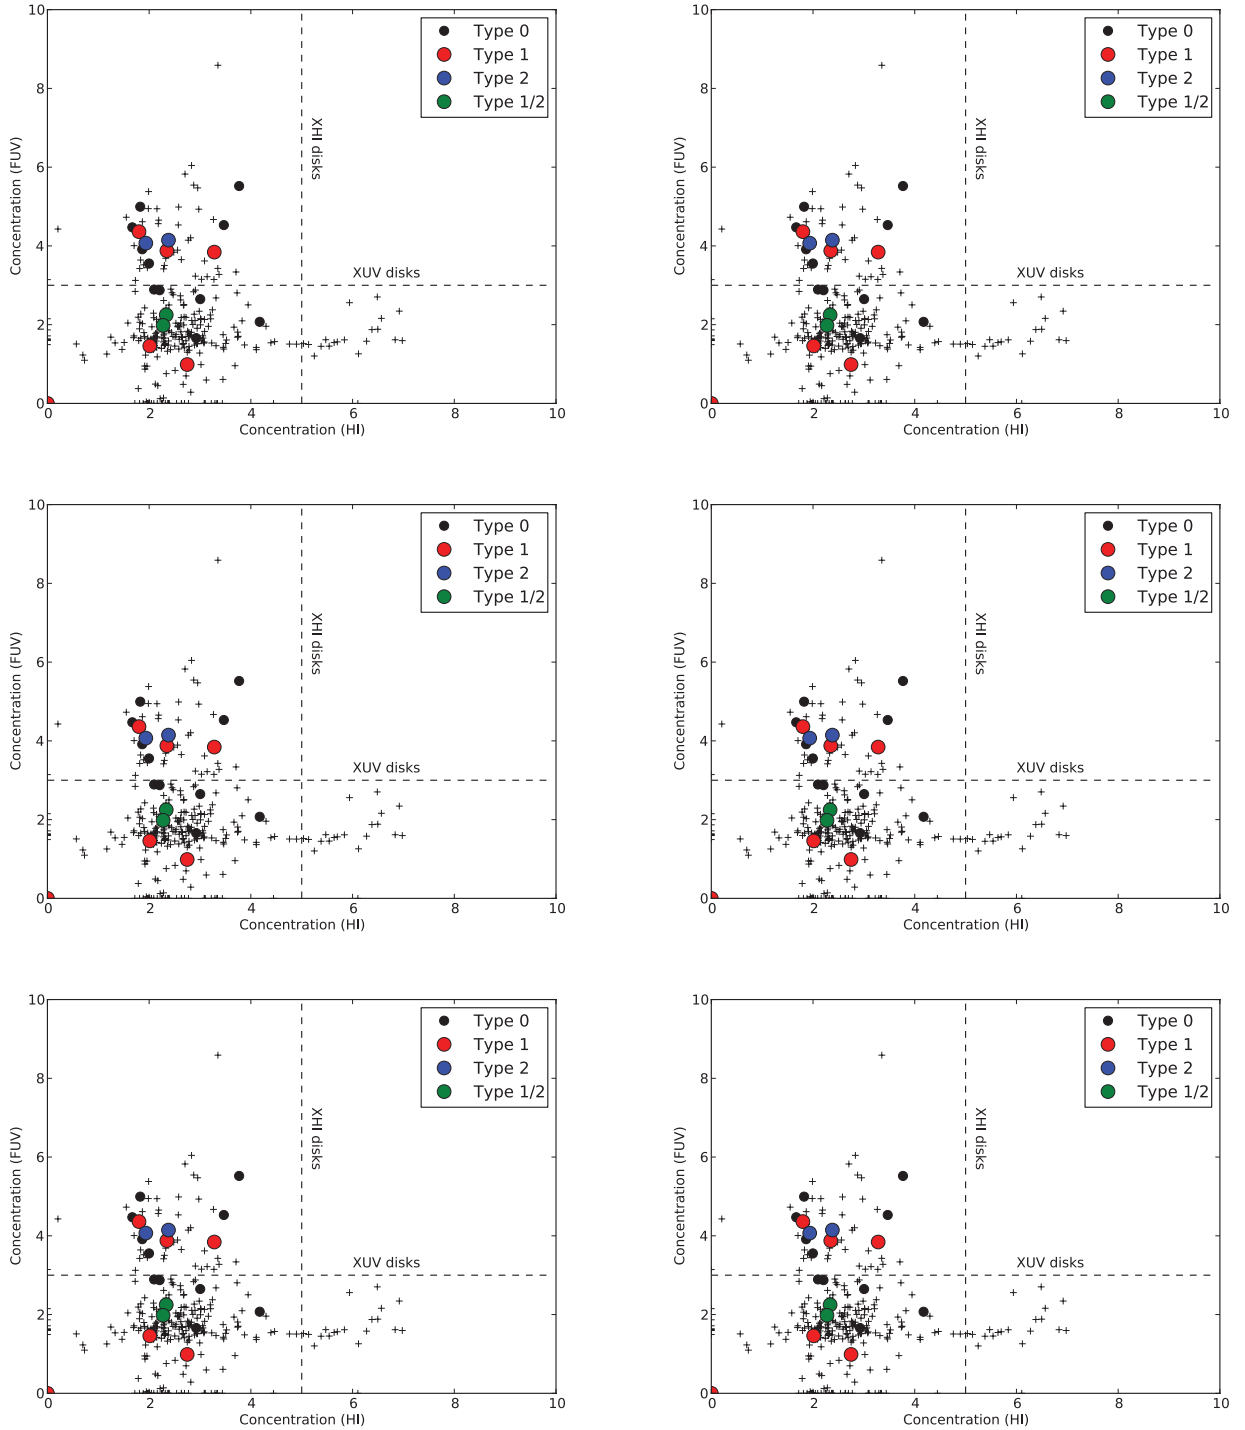 10
8
6
4
2
0
Concentration (FUV)
Type 0
Type 1
Type 2
Type 1/2
XHI disks
XUV disks
0 2 4 6 8 10
Concentration (HI)
10
8
6
4
2
0
Concentration (FUV)
Type 0
Type 1
Type 2
Type 1/2
XHI disks
XUV disks
0 2 4 6 8 10
Concentration (HI)
10
8
6
4
2
0
Concentration (FUV)
Type 0
Type 1
Type 2
Type 1/2
XHI disks
XUV disks
0 2 4 6 8 10
Concentration (HI)
10
8
6
4
2
0
Concentration (FUV)
Type 0
Type 1
Type 2
Type 1/2
XHI disks
XUV disks
0 2 4 6 8 10
Concentration (HI)
10
8
6
4
2
0
Concentration (FUV)
Type 0
Type 1
Type 2
Type 1/2
XHI disks
XUV disks
0 2 4 6 8 10
Concentration (HI)
10
8
6
4
2
0
Concentration (FUV)
Type 0
Type 1
Type 2
Type 1/2
XHI disks
XUV disks
0 2 4 6 8 10
Concentration (HI)